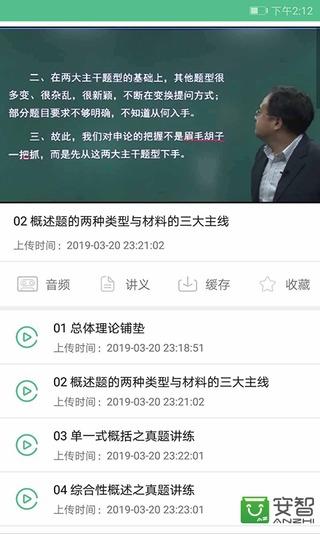 下午2:12
二、在两大主干题型的基础上，其他题型很
多变、很杂乱，很新颖，不断在变换提问方式；
部分题目要求不够明确，不知道从何入手。
三、故此，我们对申论的把握不是眉毛胡子
一把抓，而是先从这两大主干题型下手。
02 概述题的两种类型与材料的三大主线
上传时间：2019-03-20 23:21:02
音频
讲义
缓存
收藏
01 总体理论铺垫
上传时间：2019-03-20 23:18:51
02 概述题的两种类型与材料的三大主线
上传时间：2019-03-20 23:21:02
03 单一式概括之真题讲练
上传时间：2019-03-20 23:22:01
04 综合性概述之真题讲练
上传时间：2019-03-20 23:23:01
安智
ANZHI